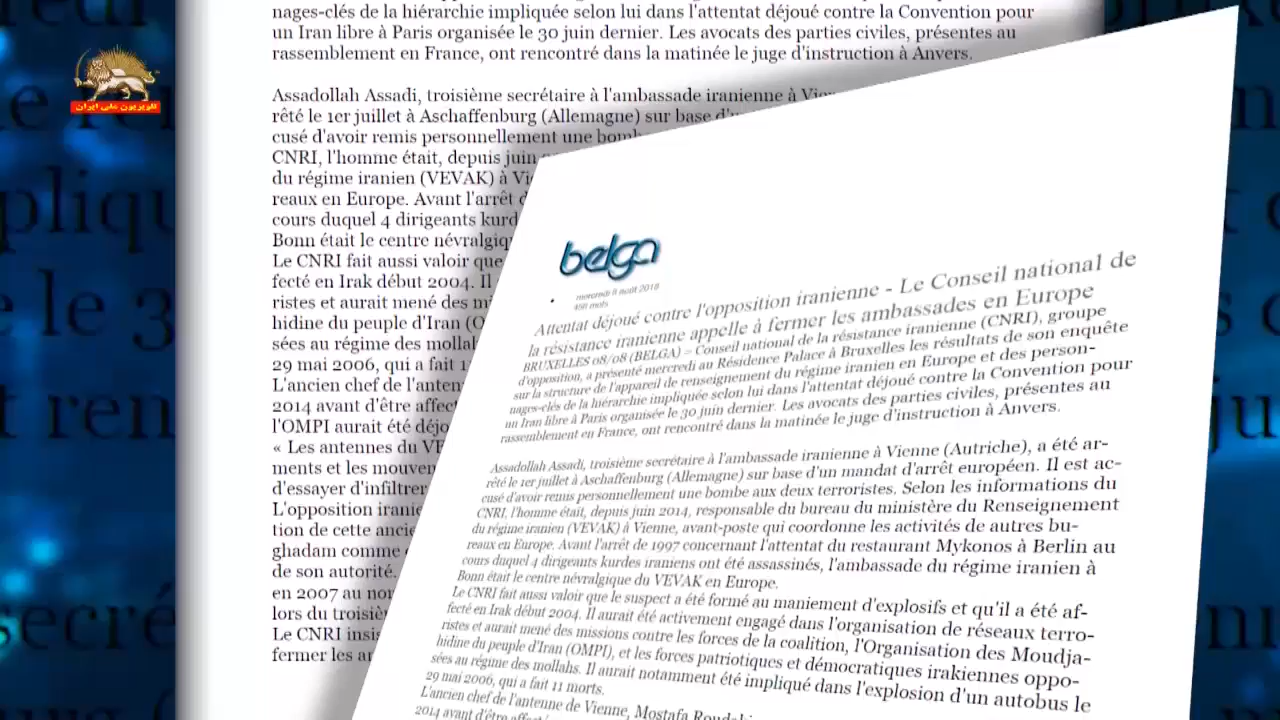 تلویزیون ملی ایران
nages-clés de la hiérarchie impliquée selon lui dans l'attentat déjoué contre la Convention pour
un Iran libre à Paris organisée le 30 juin dernier. Les avocats des parties civiles, présentes au
rassemblement en France, ont rencontré dans la matinée le juge d'instruction à Anvers.
Assadollah Assadi, troisième secrétaire à l'ambassade iranienne à
rêté le 1er juillet à Aschaffenburg (Allemagne) sur base
cusé d'avoir remis personnellement une
CNRI, l'homme était, depuis juin
du régime iranien (VEVAK) à
reaux en Europe. Avant l'arrêt
cours duquel 4 dirigeants
Bonn était le centre
Le CNRI fait aussi valoir que
fecté en Irak début 2004. Il
ristes et aurait mené des
hidine du peuple d'Iran
sées au régime des
29 mai 2006, qui a fait
L'ancien chef de
2014 avant d'être
l'OMPI aurait été
« Les antennes du
ments et les
d'essayer d'infiltrer
L'opposition
tion de cette
ghadam comme
de son autorité.
en 2007 au
lors du
Le CNRI
fermer les
belga
mercredi 8 août 2018
498 mots
Attentat déjoué contre l'opposition iranienne - Le Conseil national de
la résistance iranienne appelle à fermer les ambassades en Europe
BRUXELLES 08/08 (BELGA) = Conseil national de la résistance iranienne (CNRI), groupe
d'opposition, a présenté mercredi au Résidence Palace à Bruxelles les résultats de son enquête
sur la structure de l'appareil de renseignement du régime iranien en Europe et des person-
nages-clés de la hiérarchie impliquée selon lui dans l'attentat déjoué contre la Convention pour
un Iran libre à Paris organisée le 30 juin dernier. Les avocats des parties civiles, présentes au
rassemblement en France, ont rencontré dans la matinée le juge d'instruction à Anvers.
Assadollah Assadi, troisième secrétaire à l'ambassade iranienne à Vienne (Autriche), a été ar-
rêté le 1er juillet à Aschaffenburg (Allemagne) sur base d'un mandat d'arrêt européen. Il est ac-
cusé d'avoir remis personnellement une bombe aux deux terroristes. Selon les informations du
CNRI, l'homme était, depuis juin 2014, responsable du bureau du ministère du Renseignement
du régime iranien (VEVAK) à Vienne, avant-poste qui coordonne les activités de autres bu-
reaux en Europe. Avant l'arrêt de 1997 concernant l'attentat du restaurant Mykonos à Berlin au
cours duquel 4 dirigeants kurdes iraniens ont été assassinés, l'ambassade du régime iranien à
Bonn était le centre névralgique du VEVAK en Europe.
Le CNRI fait aussi valoir que le suspect a été formé au maniement d'explosifs et qu'il a été af-
fecté en Irak début 2004. Il aurait été activement engagé dans l'organisation de réseaux terro-
ristes et aurait mené des missions contre les forces de la coalition, l'Organisation des Moudja-
hidine du peuple d'Iran (OMPI), et les forces patriotiques et démocratiques irakiennes oppo-
sées au régime des mollahs. Il aurait notamment été impliqué dans l'explosion d'un autobus le
29 mai 2006, qui a fait 11 morts.
L'ancien chef de l'antenne de Vienne, Mostafa
2014 avant d'être